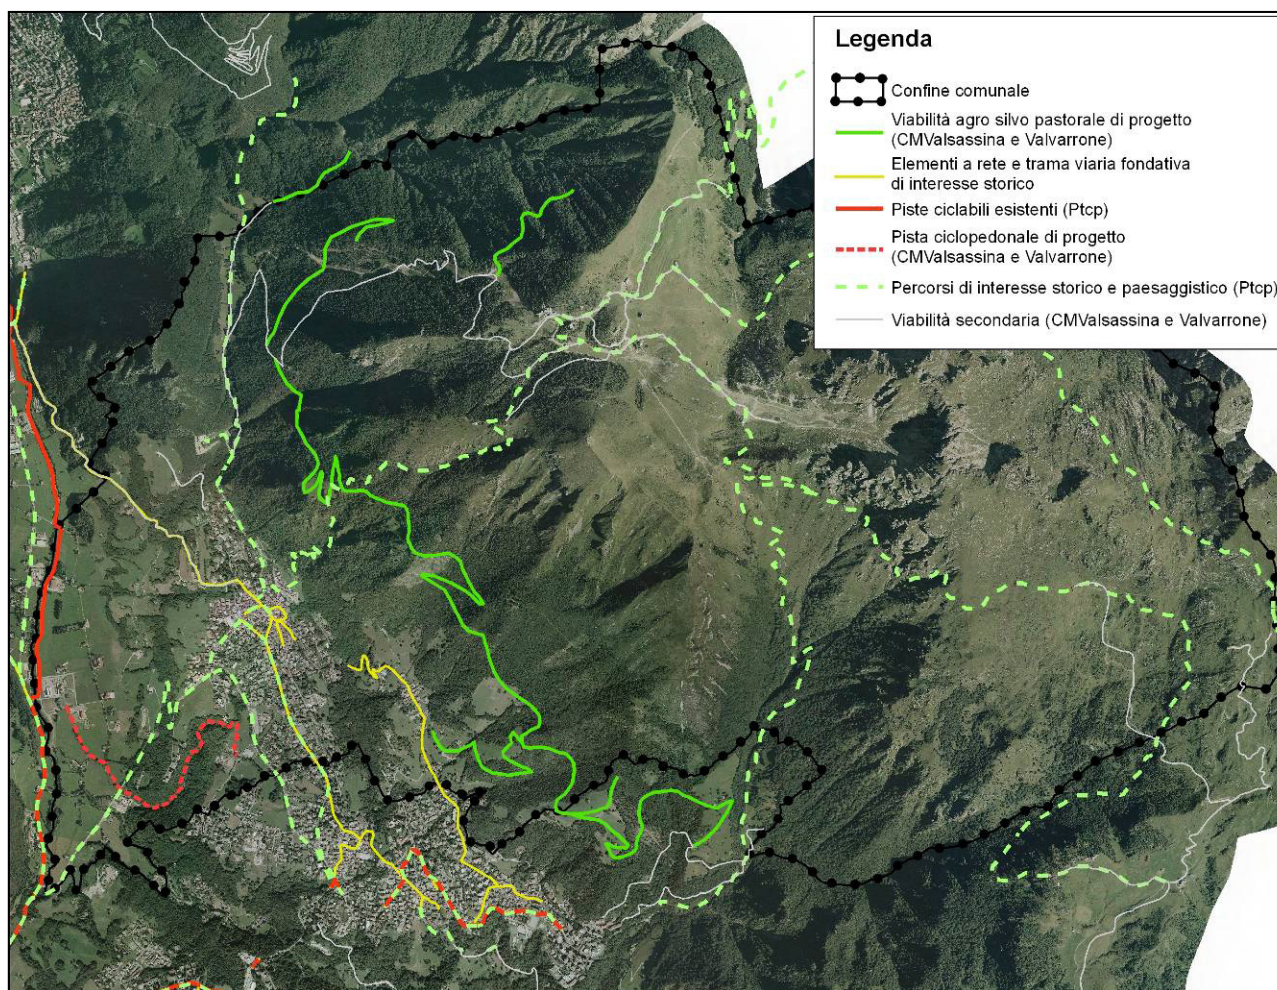 Legenda
Confine comunale
Viabilità agro silvo pastorale di progetto
(CMValsassina e Valvarrone)
Elementi a rete e trama viaria fondativa
di interesse storico
Piste ciclabili esistenti (Ptcp)
Pista ciclopedonale di progetto
(CMValsassina e Valvarrone)
Percorsi di interesse storico e paesaggistico (Ptcp)
Viabilità secondaria (CMValsassina e Valvarrone)